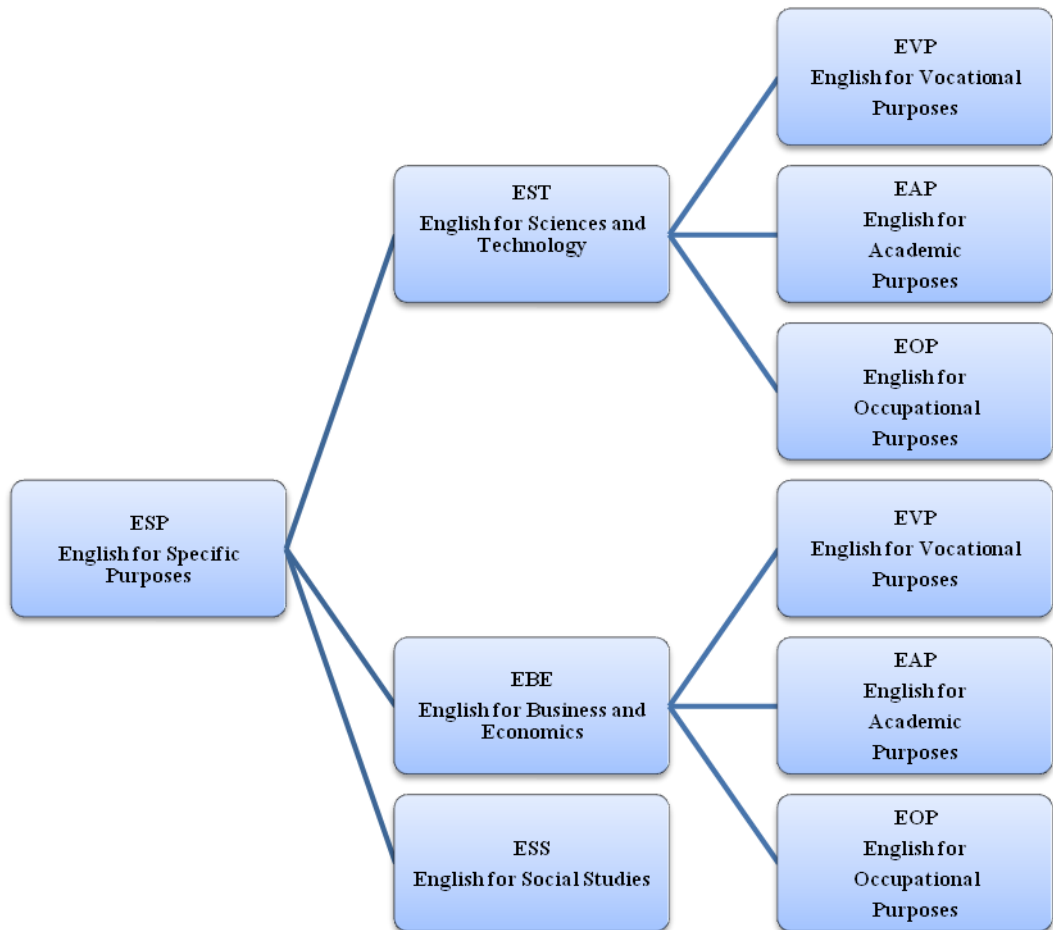 EVP
English for Vocational
Purposes
EST
English for Sciences and
Technology
EAP
English for
Academic
Purposes
EOP
English for
Occupational
Purposes
ESP
English for Specific
Purposes
EVP
English for Vocational
Purposes
EBE
English for Business and
Economics
EAP
English for
Academic
Purposes
ESS
English for Social Studies
EOP
English for
Occupational
Purposes